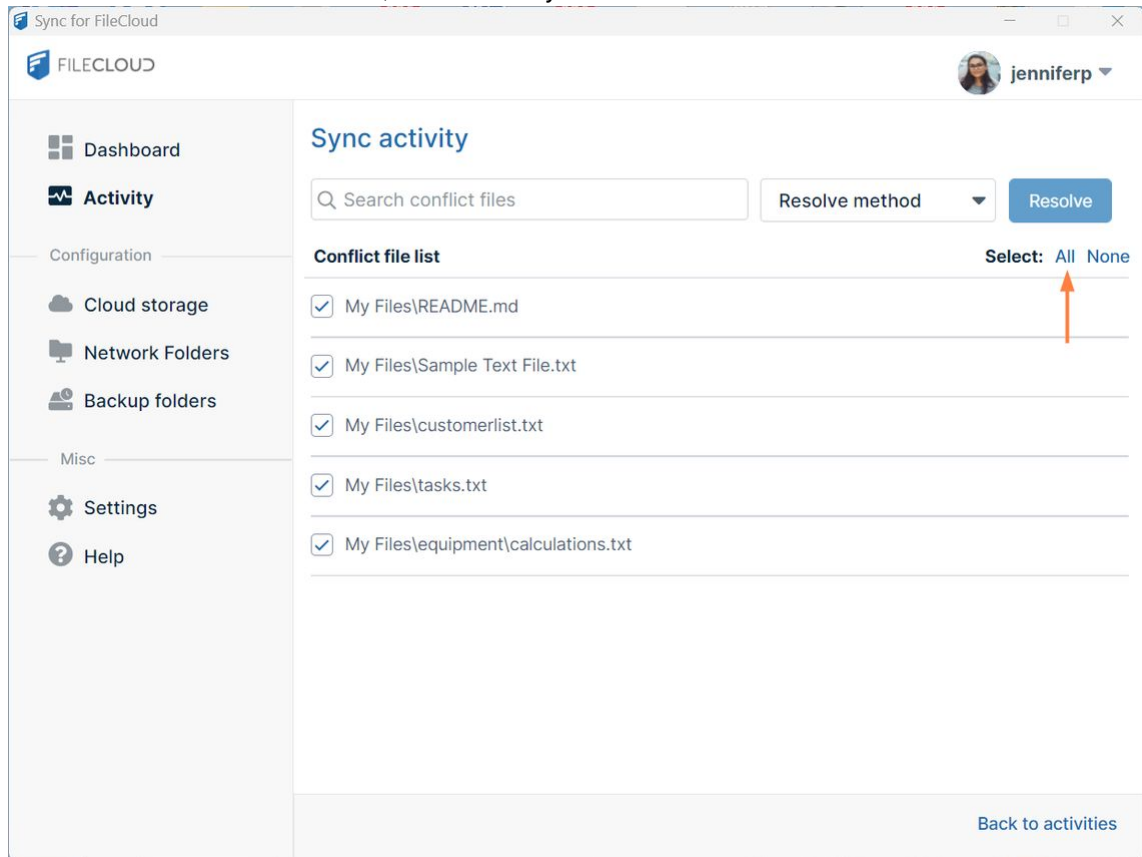 Sync for FileCloud
FILECLOUD
jenniferp
Dashboard
Activity
Configuration
Cloud storage
Network Folders
Backup folders
Misc
Settings
Help
Sync activity
Search conflict files
Resolve method
Resolve
Conflict file list
Select: All None
My Files\README.md
My Files\Sample Text File.txt
My Files\customerlist.txt
My Files\tasks.txt
My Files\equipment\calculations.txt
Back to activities